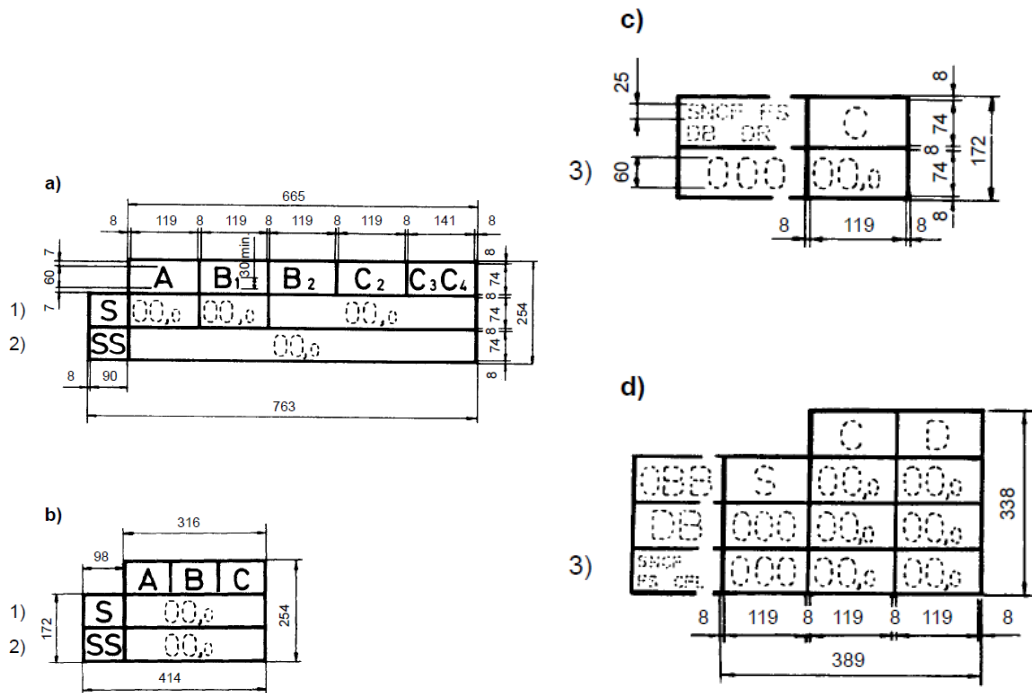 a)
665
8 119 8 119 8 119 8 119 8 141 8
7 60 7
30 min.
A B₁ B₂ C₂ C₃C₄
1) S 00,0 00,0 00,0
2) SS 00,0
8 74 8 74 8 74 8
254
8 90
763
b)
316
98
A B C
1) S 00,0
2) SS 00,0
172
254
414
c)
25
SNCF FS C
DB DR
3) 000 00,0
60
8 74 8 74 8
172
8 119 8
d)
C D
ÖBB S 00,0 00,0
DB 000 00,0 00,0
SNCF
3) FS CFL 000 00,0 00,0
338
8 119 8 119 8 119 8
389